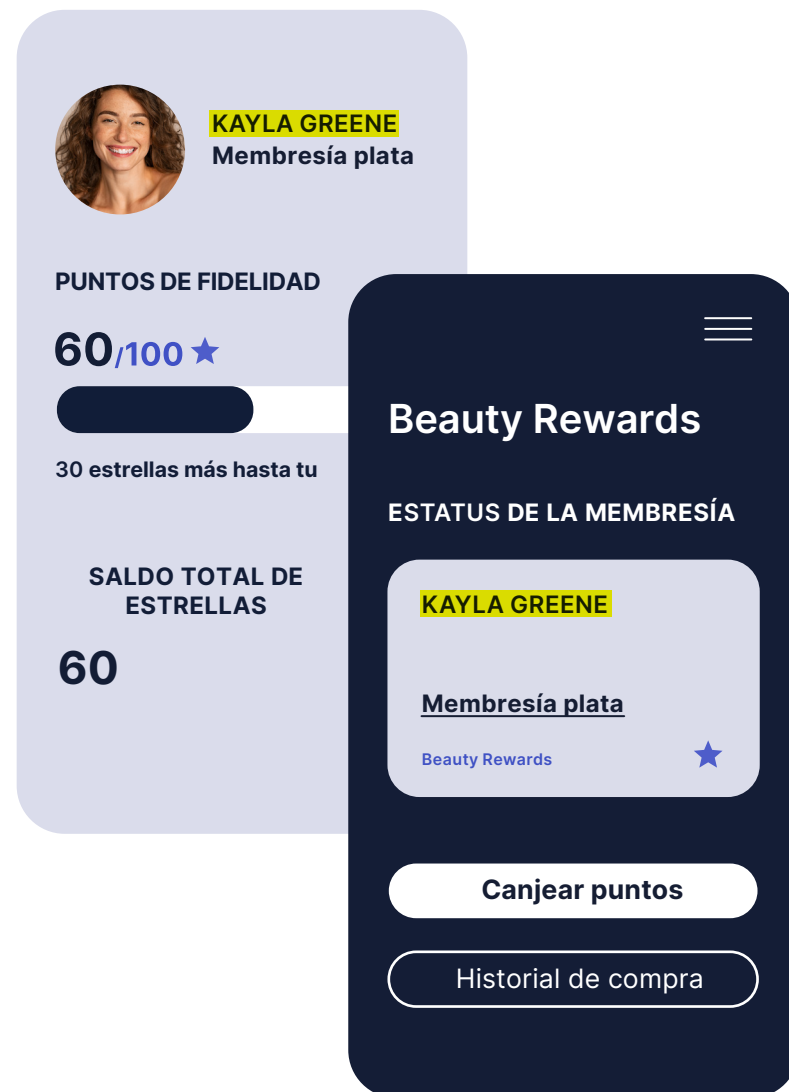 KAYLA GREENE
Membresía plata
PUNTOS DE FIDELIDAD
60/100
30 estrellas más hasta tu
SALDO TOTAL DE
ESTRELLAS
60
Beauty Rewards
ESTATUS DE LA MEMBRESÍA
KAYLA GREENE
Membresía plata
Beauty Rewards
Canjear puntos
Historial de compra